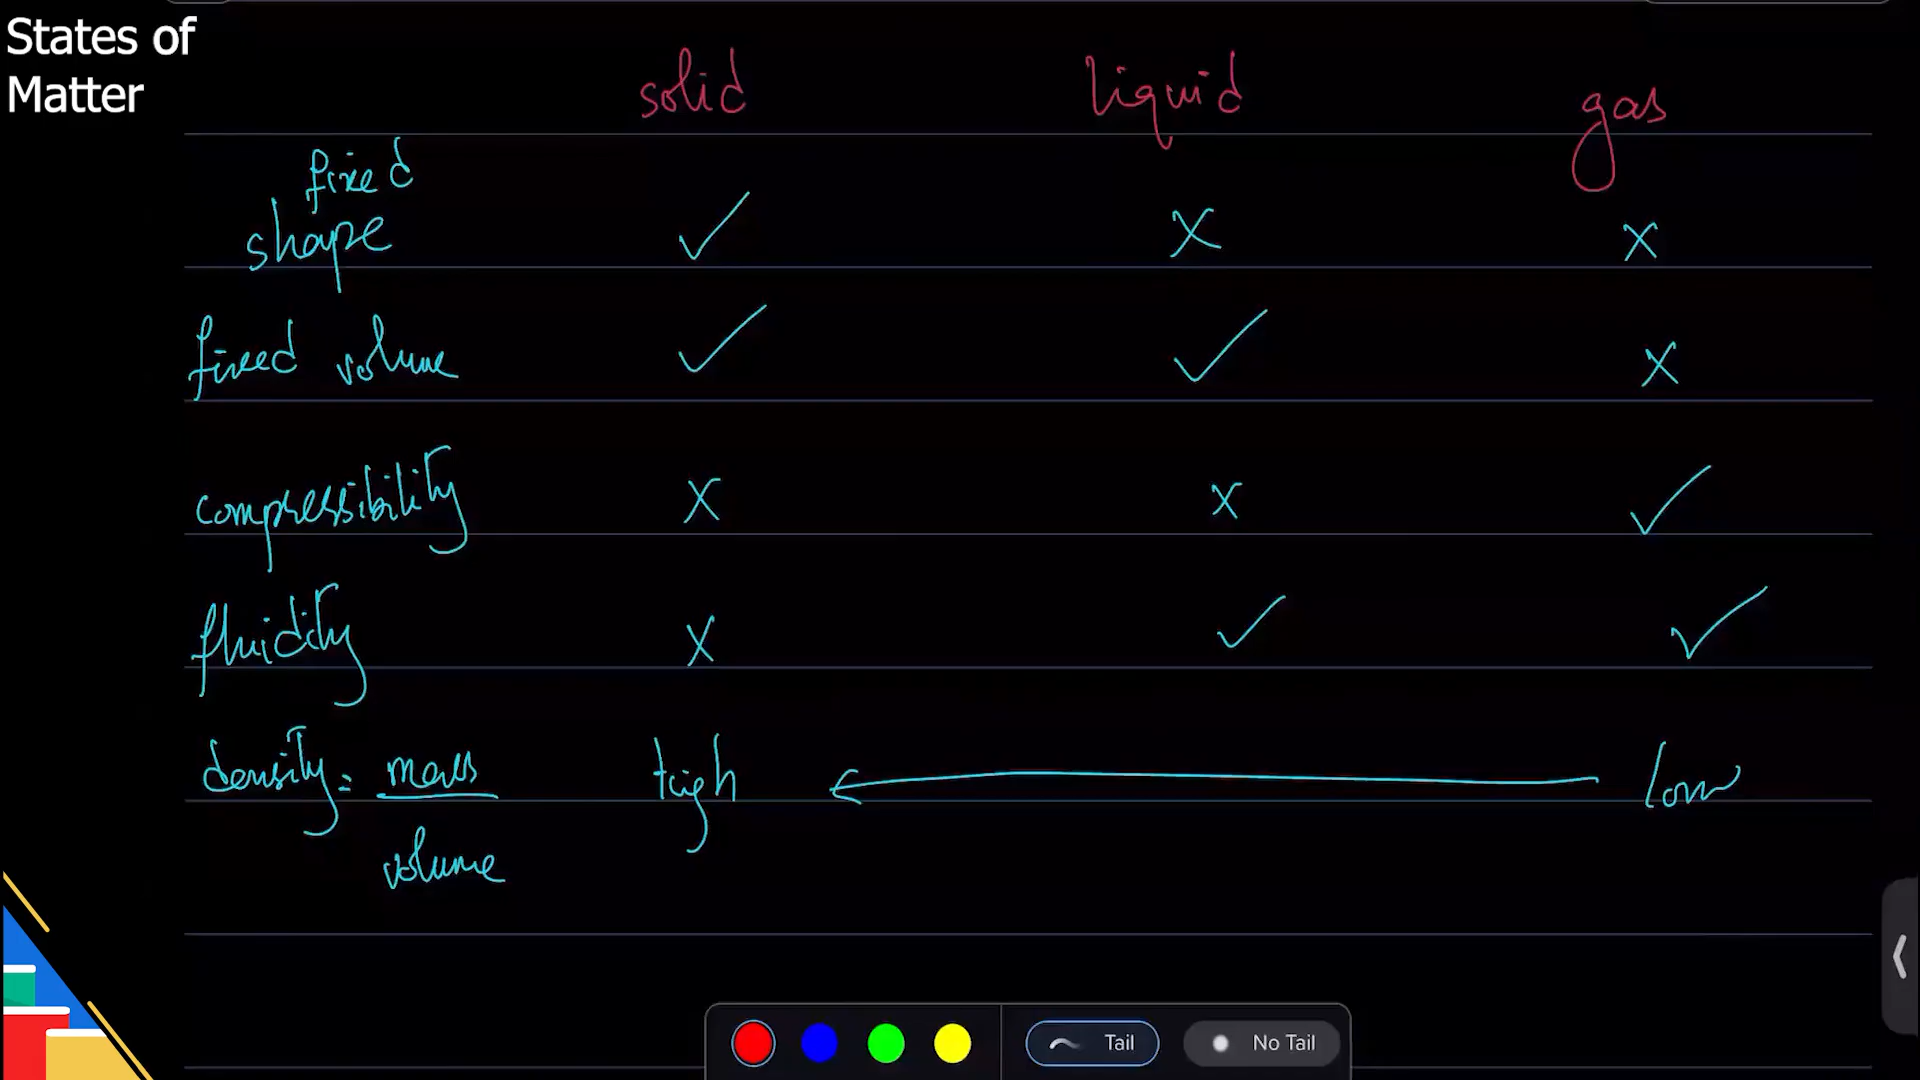 States of
Matter
solid liquid gas
fixed
shape ✓ X X
fixed volume ✓ ✓ X
compressibility X X ✓
fluidity X ✓ ✓
density = mass high ← low
volume
Tail No Tail